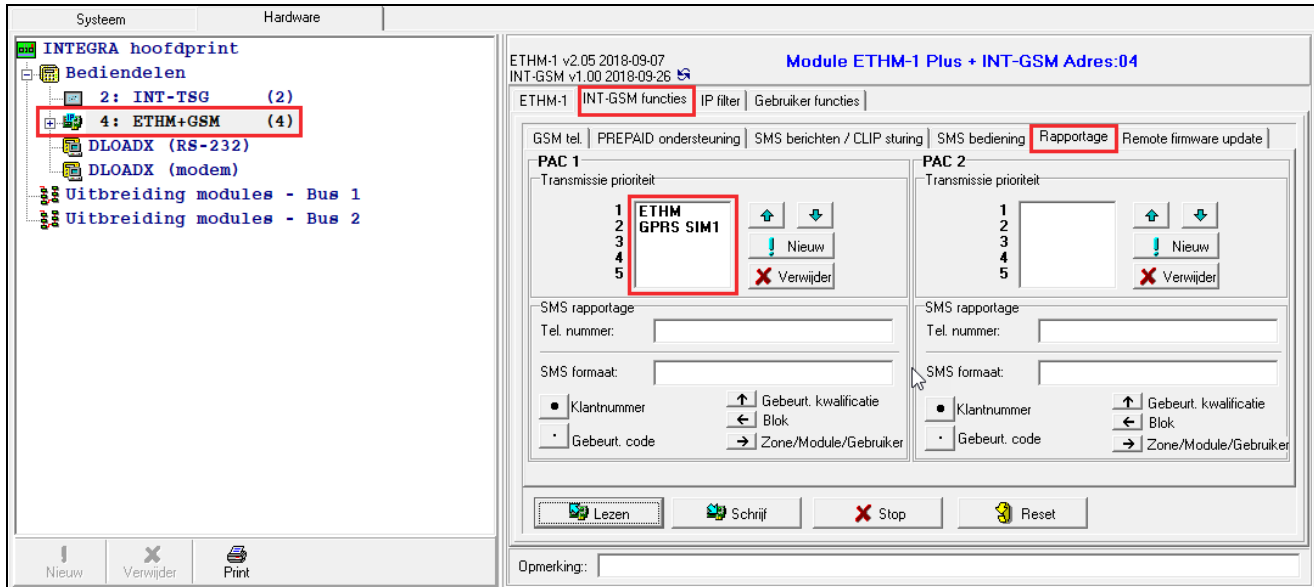 Systeem Hardware
INTEGRA hoofdprint
Bediendelen
2: INT-TSG (2)
4: ETHM+GSM (4)
DLOADX (RS-232)
DLOADX (modem)
Uitbreiding modules - Bus 1
Uitbreiding modules - Bus 2
Nieuw Verwijder Print
ETHM-1 v2.05 2018-09-07
INT-GSM v1.00 2018-09-26
Module ETHM-1 Plus + INT-GSM Adres:04
ETHM-1 INT-GSM functies IP filter Gebruiker functies
GSM tel. PREPAID ondersteuning SMS berichten / CLIP sturing SMS bediening Rapportage Remote firmware update
PAC 1
Transmissie prioriteit
1 ETHM
2 GPRS SIM1
3
4
5
Nieuw
Verwijder
SMS rapportage
Tel. nummer:
SMS formaat:
Klantnummer
Gebeurt. code
Gebeurt. kwalificatie
Blok
Zone/Module/Gebruiker
PAC 2
Transmissie prioriteit
1
2
3
4
5
Nieuw
Verwijder
SMS rapportage
Tel. nummer:
SMS formaat:
Klantnummer
Gebeurt. code
Gebeurt. kwalificatie
Blok
Zone/Module/Gebruiker
Lezen Schrijf Stop Reset
Opmerking::